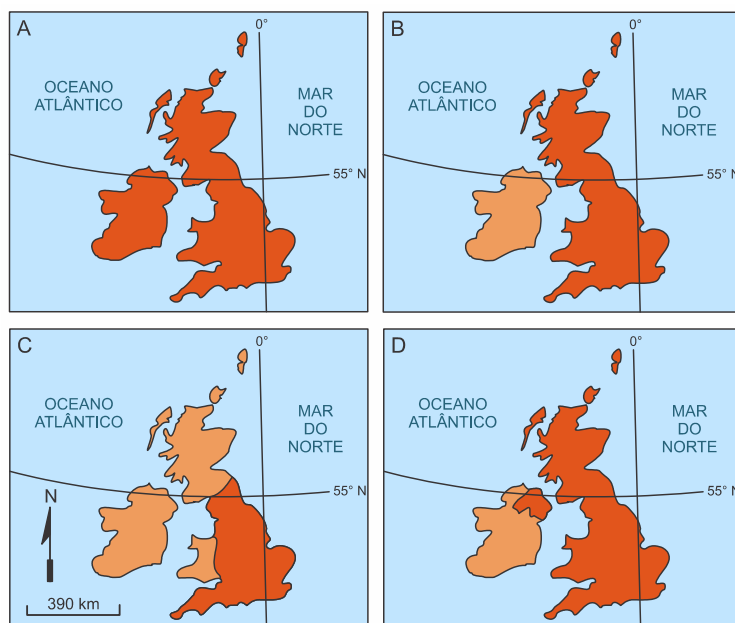 A
0°
OCEANO
ATLÂNTICO
MAR
DO
NORTE
55° N
B
0°
OCEANO
ATLÂNTICO
MAR
DO
NORTE
55° N
C
0°
OCEANO
ATLÂNTICO
MAR
DO
NORTE
55° N
N
390 km
D
0°
OCEANO
ATLÂNTICO
MAR
DO
NORTE
55° N